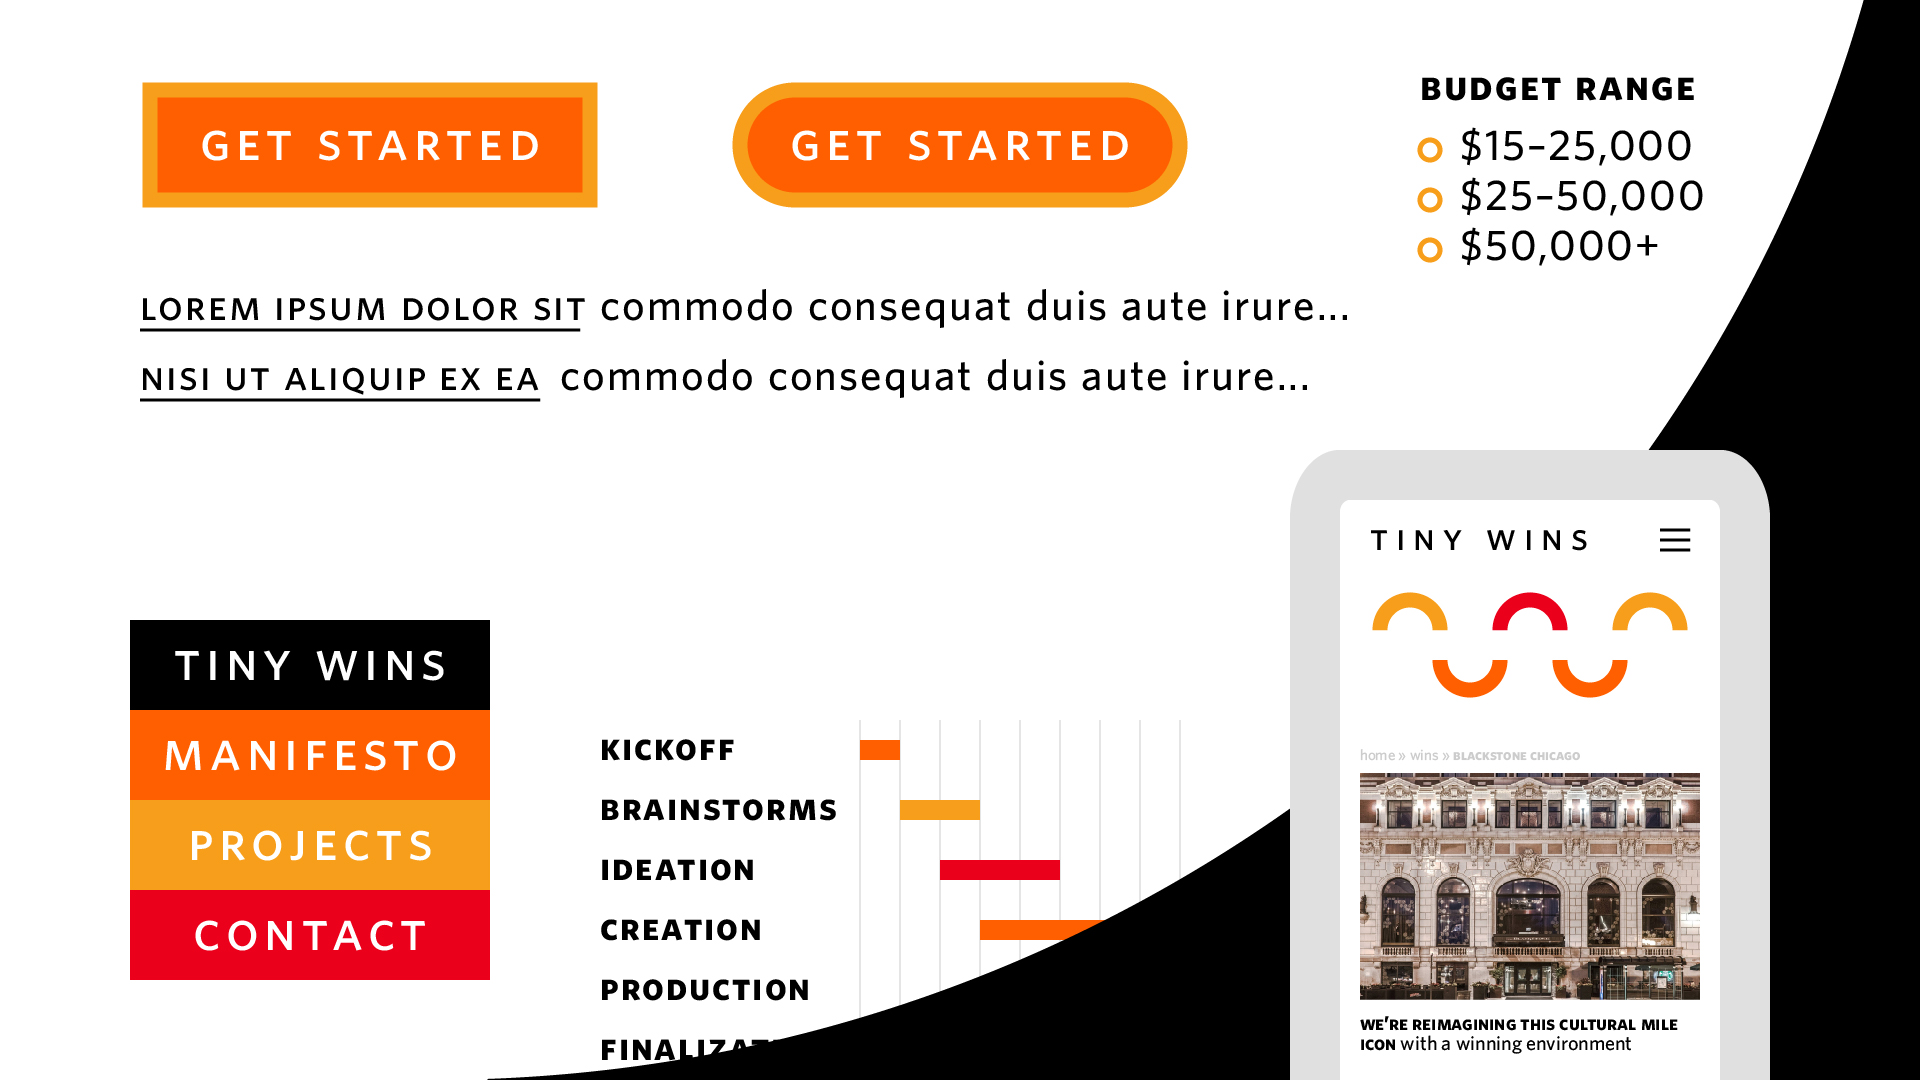 GET STARTED
GET STARTED
BUDGET RANGE
$15–25,000
$25–50,000
$50,000+
LOREM IPSUM DOLOR SIT commodo consequat duis aute irure...
NISI UT ALIQUIP EX EA commodo consequat duis aute irure...
TINY WINS
MANIFESTO
PROJECTS
CONTACT
KICKOFF
BRAINSTORMS
IDEATION
CREATION
PRODUCTION
TINY WINS
home » wins » BLACKSTONE CHICAGO
WE'RE REIMAGINING THIS CULTURAL MILE
ICON with a winning environment